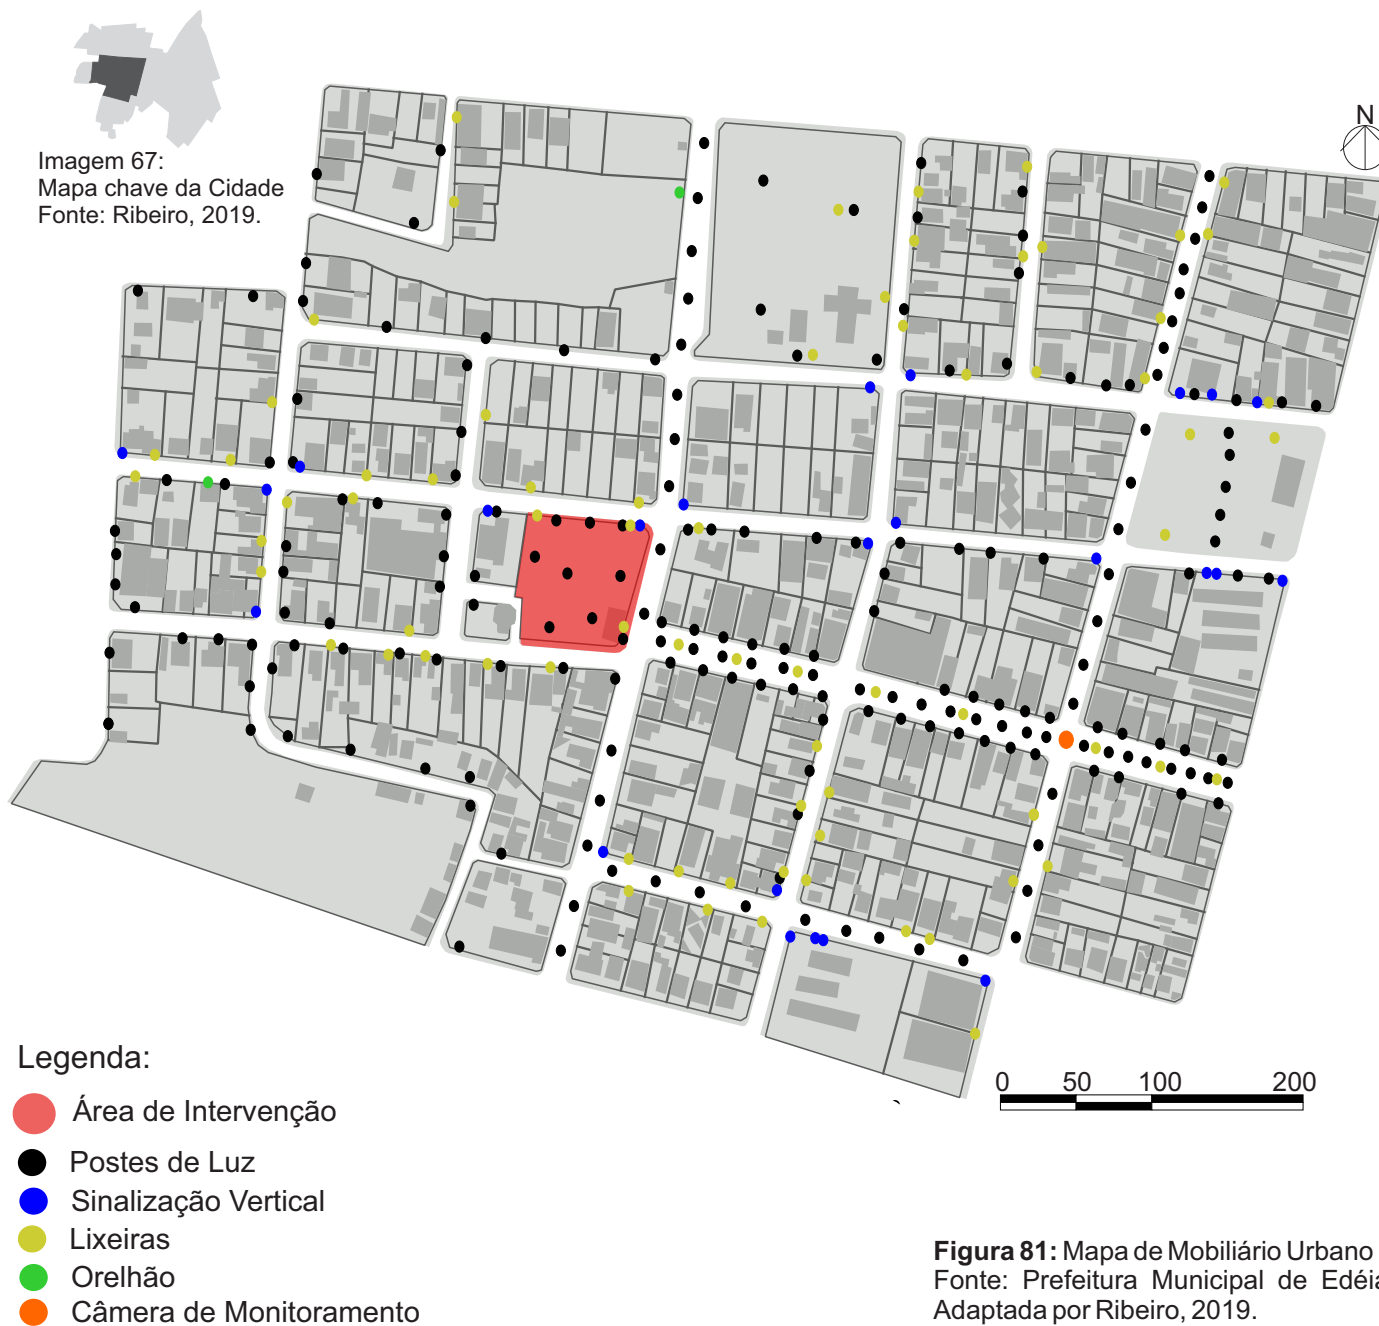 Imagem 67:
Mapa chave da Cidade
Fonte: Ribeiro, 2019.
N
Legenda:
Área de Intervenção
Postes de Luz
Sinalização Vertical
Lixeiras
Orelhão
Câmera de Monitoramento
0 50 100 200
Figura 81: Mapa de Mobiliário Urbano
Fonte: Prefeitura Municipal de Edéia
Adaptada por Ribeiro, 2019.